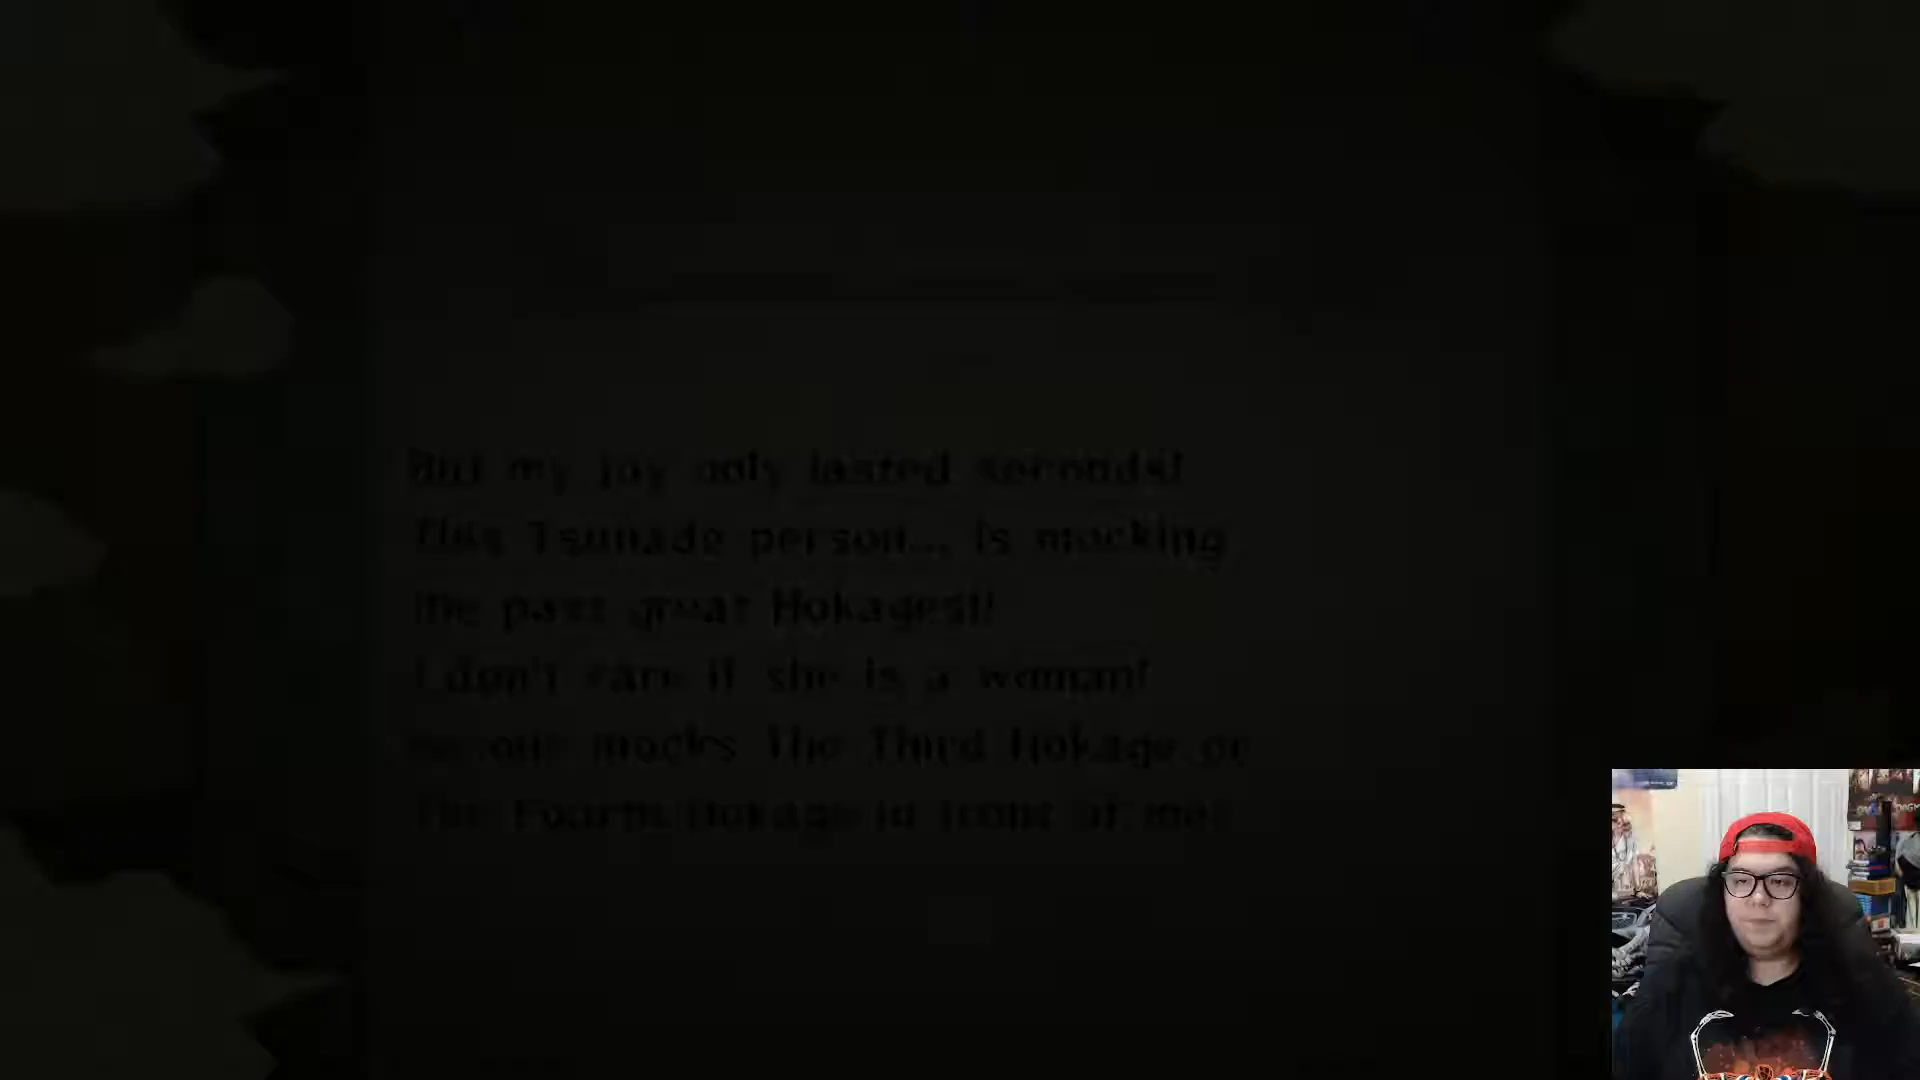 But my joy only lasted seconds!
This Tsunade person... is mocking
the past great Hokages!!
I don't care if she is a woman!
No one mocks the Third Hokage or
the Fourth Hokage in front of me!